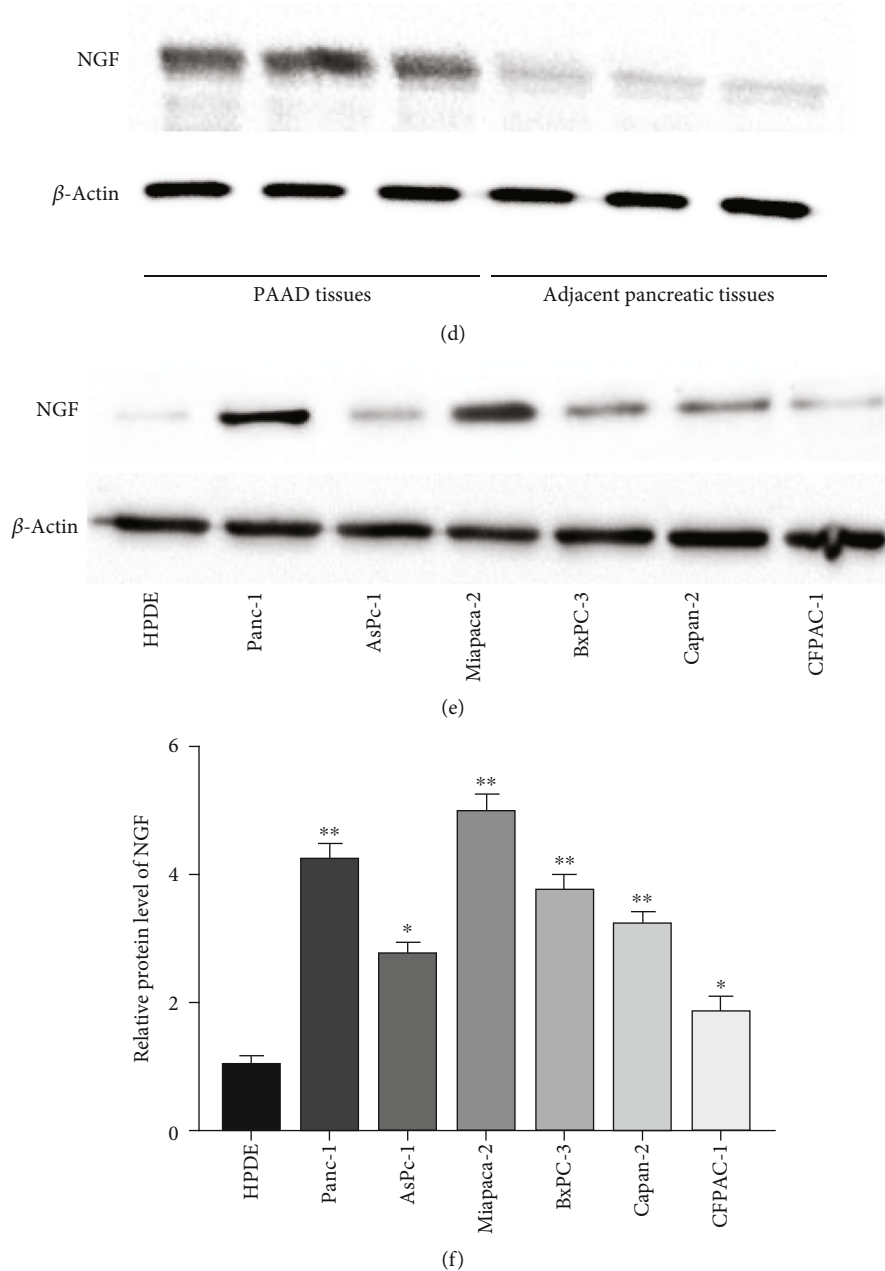 NGF
β-Actin
PAAD tissues Adjacent pancreatic tissues
(d)
NGF
β-Actin
HPDE Panc-1 AsPc-1 Miapaca-2 BxPC-3 Capan-2 CFPAC-1
(e)
Relative protein level of NGF
6
4
2
0
** * ** ** ** *
HPDE Panc-1 AsPc-1 Miapaca-2 BxPC-3 Capan-2 CFPAC-1
(f)